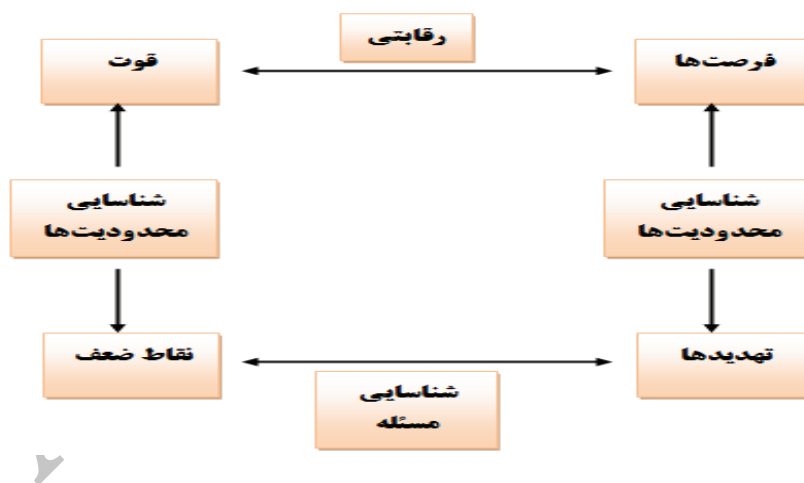 رقابتی
فرصت‌ها
قوت
شناسایی
محدودیت‌ها
شناسایی
محدودیت‌ها
تهدیدها
نقاط ضعف
شناسایی
مسئله